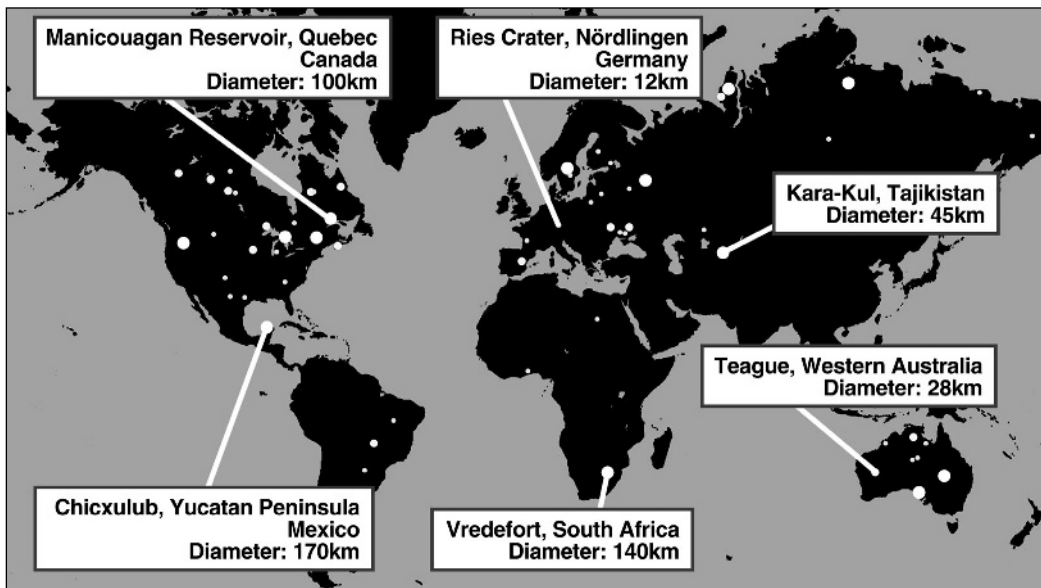 Manicouagan Reservoir, Quebec
Canada
Diameter: 100km
Ries Crater, Nördlingen
Germany
Diameter: 12km
Kara-Kul, Tajikistan
Diameter: 45km
Teague, Western Australia
Diameter: 28km
Chicxulub, Yucatan Peninsula
Mexico
Diameter: 170km
Vredefort, South Africa
Diameter: 140km